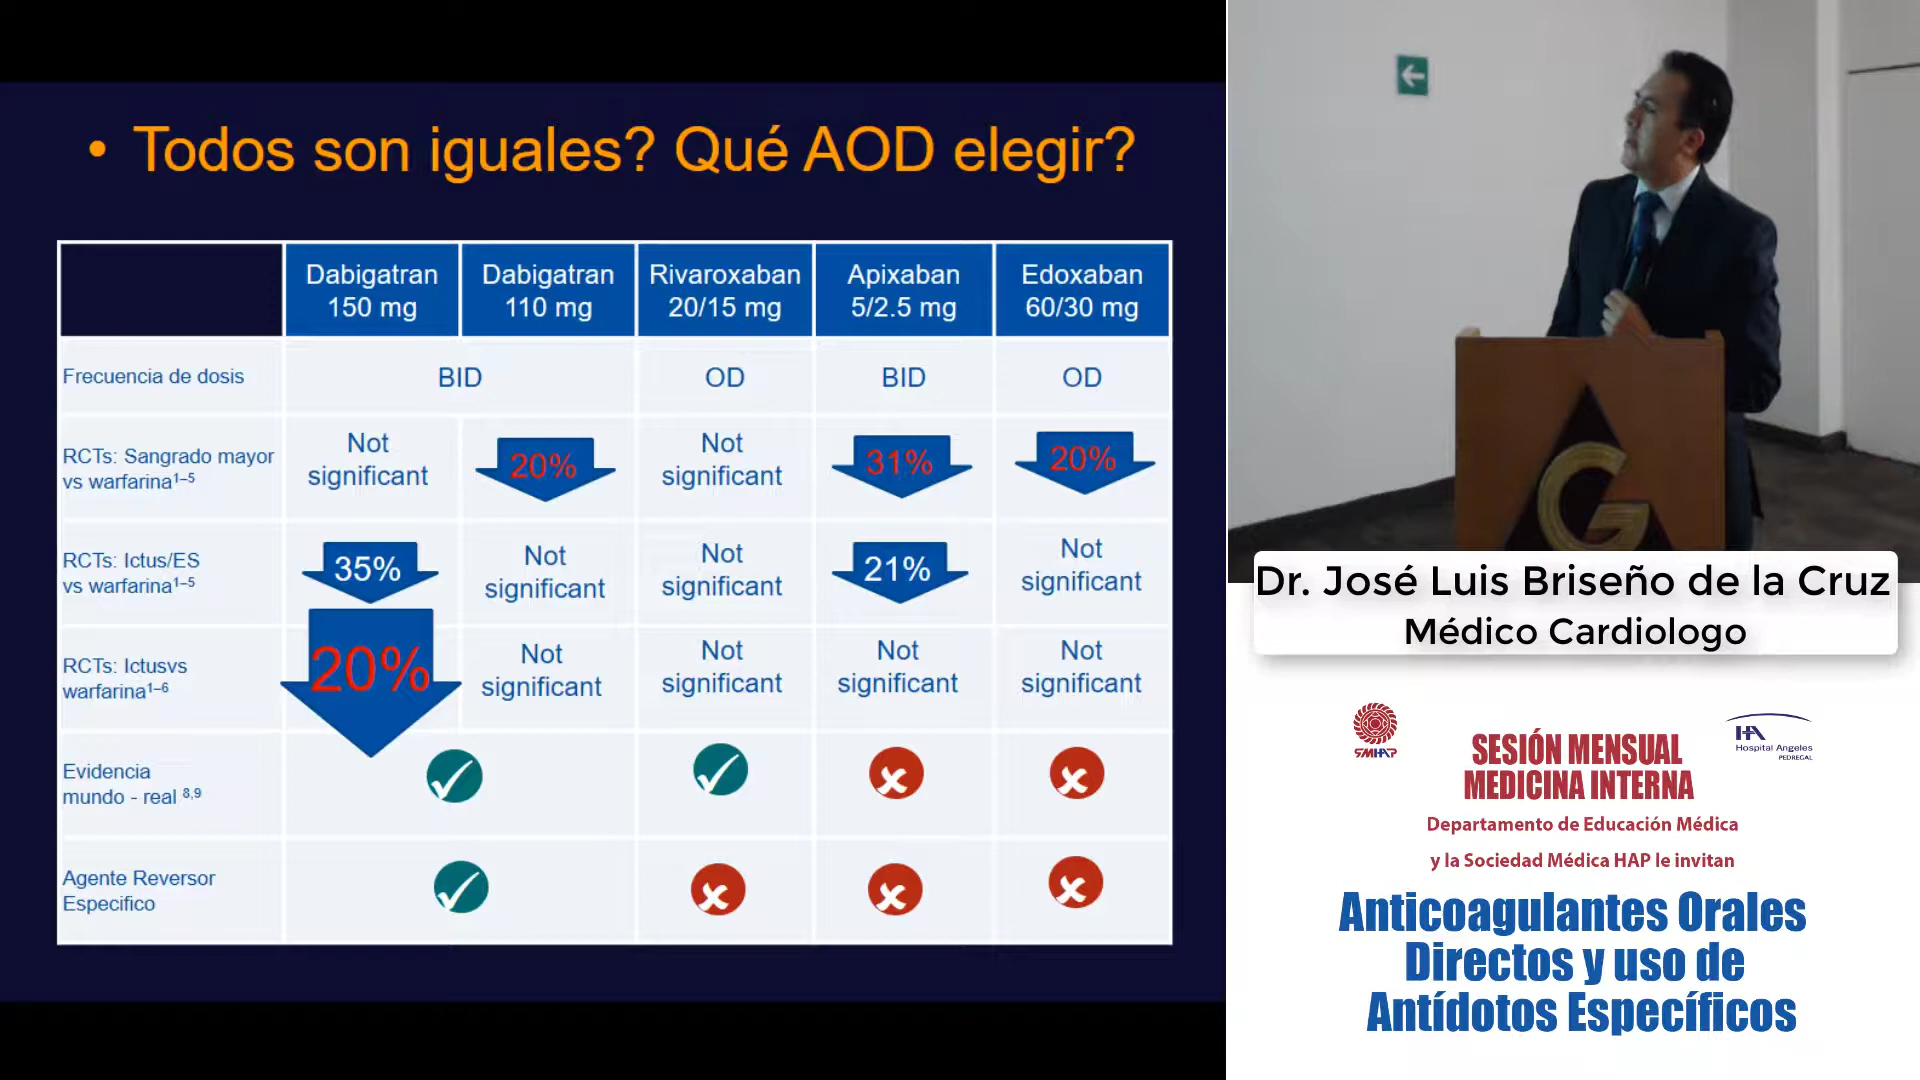 • Todos son iguales? Qué AOD elegir?
Dabigatran
150 mg
Dabigatran
110 mg
Rivaroxaban
20/15 mg
Apixaban
5/2.5 mg
Edoxaban
60/30 mg
Frecuencia de dosis
BID
OD
BID
OD
RCTs: Sangrado mayor
vs warfarina1–5
Not
significant
20%
Not
significant
31%
20%
RCTs: Ictus/ES
vs warfarina1–5
35%
Not
significant
Not
significant
21%
Not
significant
RCTs: Ictusvs
warfarina1–6
20%
Not
significant
Not
significant
Not
significant
Not
significant
Evidencia
mundo - real 8,9
Agente Reversor
Especifico
G
Dr. José Luis Briseño de la Cruz
Médico Cardiologo
SMHAP
HA
Hospital Angeles
PEDREGAL
SESIÓN MENSUAL
MEDICINA INTERNA
Departamento de Educación Médica
y la Sociedad Médica HAP le invitan
Anticoagulantes Orales
Directos y uso de
Antídotos Específicos